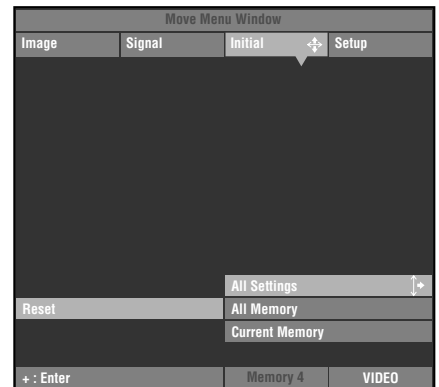 Move Menu Window
Image Signal Initial Setup
All Settings
Reset All Memory
Current Memory
+ : Enter Memory 4 VIDEO